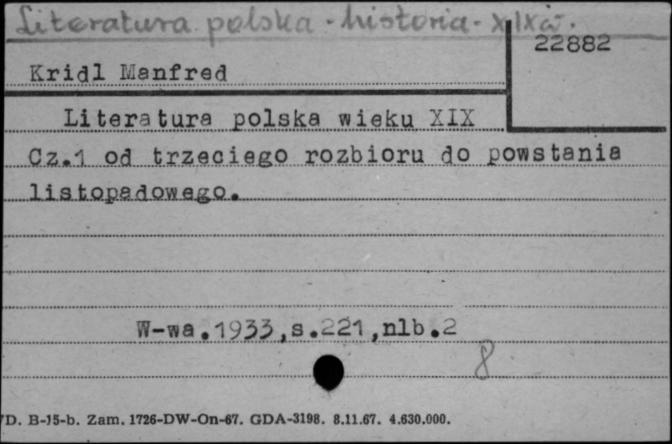 Literatura polska - historia - XIX w.
22882
Kridl Manfred
Literatura polska wieku XIX
Cz.1 od trzeciego rozbioru do powstania
listopadowego.
W-wa.1933,s.221,nlb.2
8
D. B-15-b. Zam. 1726-DW-On-67. GDA-3198. 8.11.67. 4.630.000.